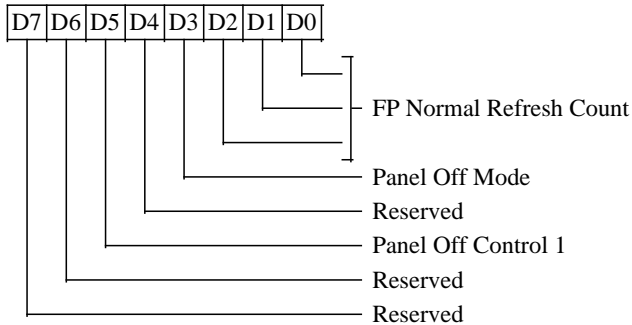 D7 D6 D5 D4 D3 D2 D1 D0
FP Normal Refresh Count
Panel Off Mode
Reserved
Panel Off Control 1
Reserved
Reserved